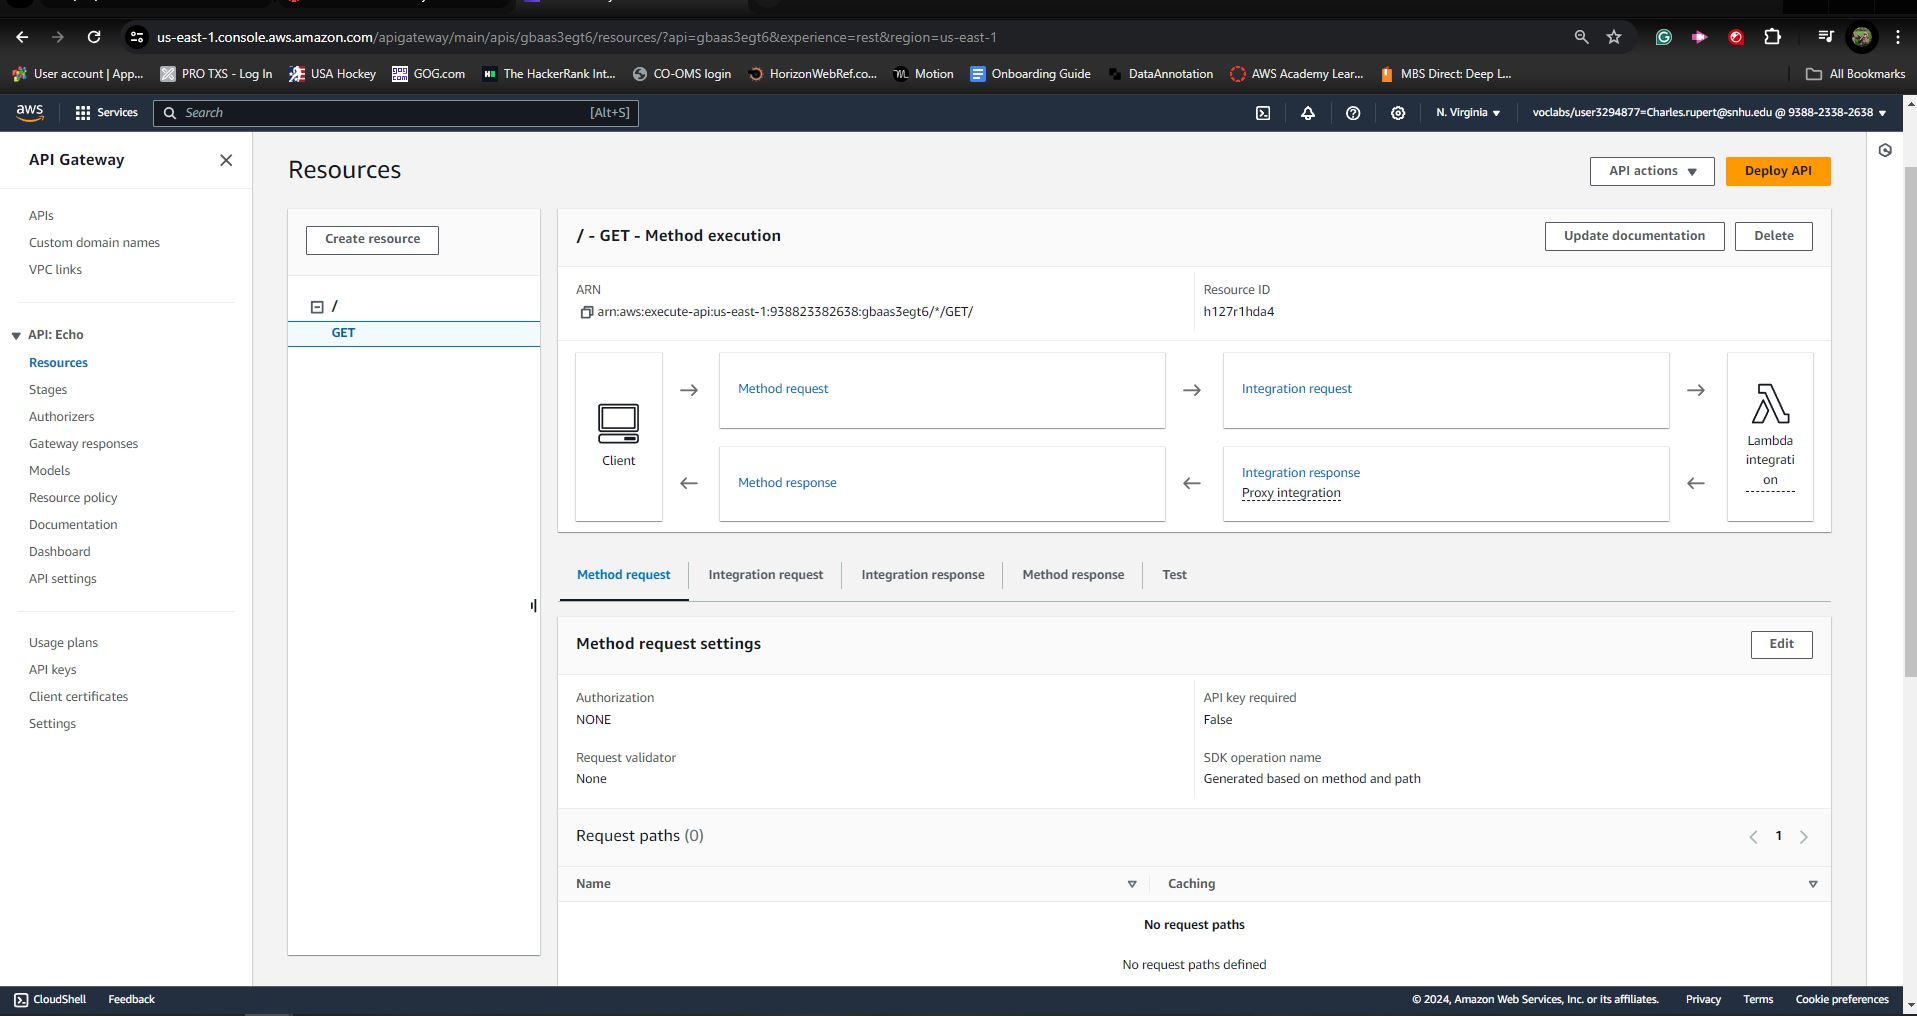 us-east-1.console.aws.amazon.com/apigateway/main/apis/gbaas3egt6/resources/?api=gbaas3egt6&experience=rest&region=us-east-1
User account | App...
PRO TXS - Log In
USA Hockey
GOG.com
The HackerRank Int...
CO-OMS login
HorizonWebRef.co...
Motion
Onboarding Guide
DataAnnotation
AWS Academy Lear...
MBS Direct: Deep L...
All Bookmarks
aws
Services
Search
[Alt+S]
N. Virginia
voclabs/user3294877=Charles.rupert@snhu.edu @ 9388-2338-2638
API Gateway
APIs
Custom domain names
VPC links
API: Echo
Resources
Stages
Authorizers
Gateway responses
Models
Resource policy
Documentation
Dashboard
API settings
Usage plans
API keys
Client certificates
Settings
Resources
API actions
Deploy API
Create resource
/
GET
/ - GET - Method execution
Update documentation
Delete
ARN
arn:aws:execute-api:us-east-1:938823382638:gbaas3egt6/*/GET/
Resource ID
h127r1hda4
Client
Method request
Integration request
Method response
Integration response
Proxy integration
Lambda
integrati
on
Method request
Integration request
Integration response
Method response
Test
Method request settings
Edit
Authorization
NONE
API key required
False
Request validator
None
SDK operation name
Generated based on method and path
Request paths (0)
1
Name
Caching
No request paths
No request paths defined
CloudShell
Feedback
© 2024, Amazon Web Services, Inc. or its affiliates.
Privacy
Terms
Cookie preferences